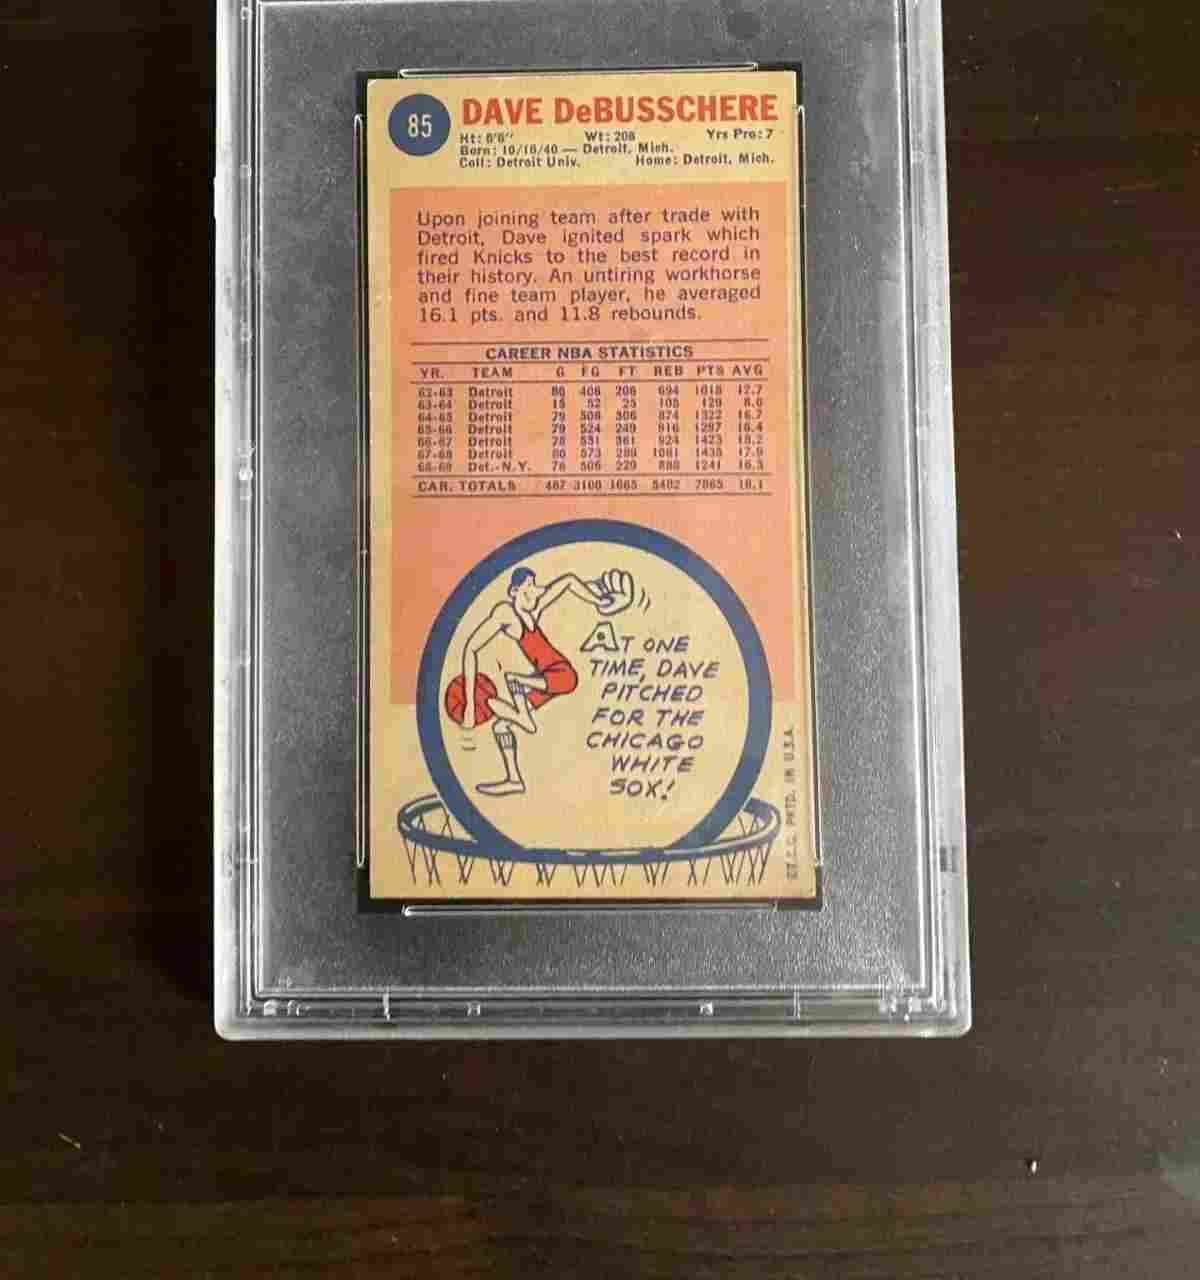 85
DAVE DeBUSSCHERE
Ht: 6'6" Wt: 208 Yrs Pro: 7
Born: 10/16/40 — Detroit, Mich.
Coll: Detroit Univ. Home: Detroit, Mich.
Upon joining team after trade with
Detroit, Dave ignited spark which
fired Knicks to the best record in
their history. An untiring workhorse
and fine team player, he averaged
16.1 pts. and 11.8 rebounds.
CAREER NBA STATISTICS
YR. TEAM G FG FT REB PTS AVG
62-63 Detroit 80 406 206 694 1018 12.7
63-64 Detroit 15 52 25 105 129 8.6
64-65 Detroit 79 508 306 874 1322 16.7
65-66 Detroit 79 524 249 916 1297 16.4
66-67 Detroit 78 531 361 924 1423 18.2
67-68 Detroit 80 573 289 1081 1435 17.9
68-69 Det.-N.Y. 76 506 229 888 1241 16.3
CAR. TOTALS 487 3100 1665 5482 7865 16.1
AT ONE
TIME, DAVE
PITCHED
FOR THE
CHICAGO
WHITE
SOX!
©T.C.G. PRTD. IN U.S.A.